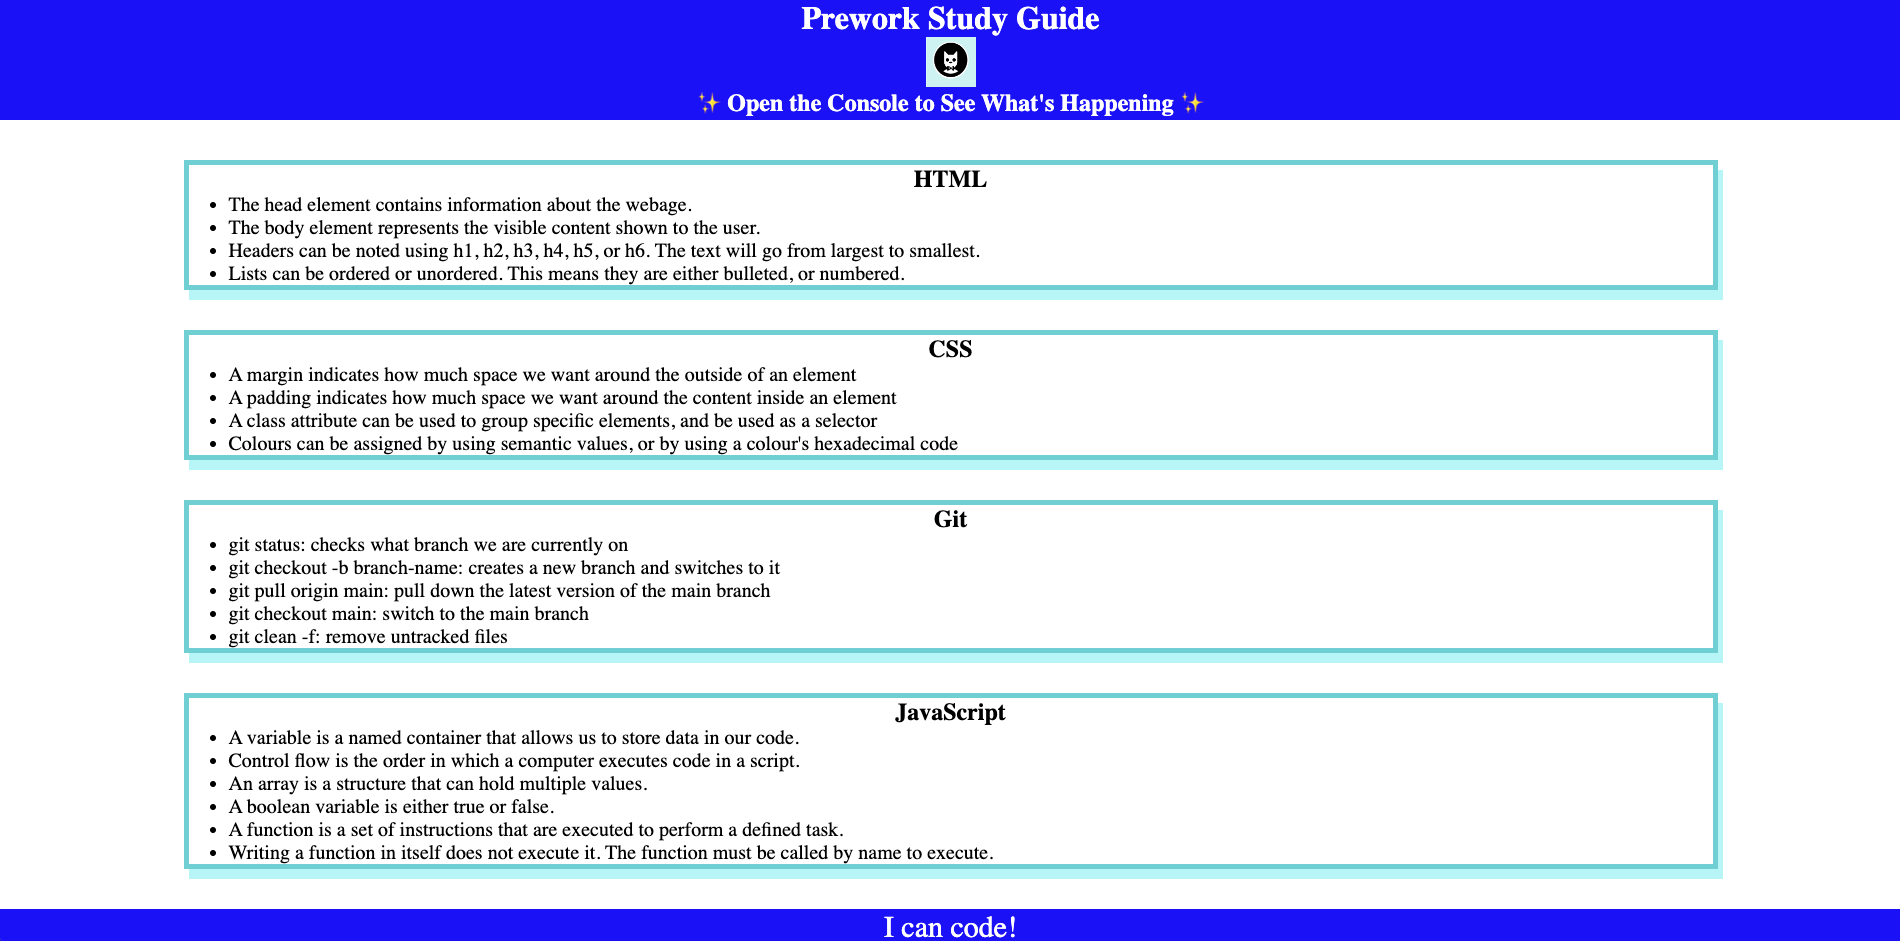 Prework Study Guide
✨ Open the Console to See What's Happening ✨
HTML
• The head element contains information about the webage.
• The body element represents the visible content shown to the user.
• Headers can be noted using h1, h2, h3, h4, h5, or h6. The text will go from largest to smallest.
• Lists can be ordered or unordered. This means they are either bulleted, or numbered.
CSS
• A margin indicates how much space we want around the outside of an element
• A padding indicates how much space we want around the content inside an element
• A class attribute can be used to group specific elements, and be used as a selector
• Colours can be assigned by using semantic values, or by using a colour's hexadecimal code
Git
• git status: checks what branch we are currently on
• git checkout -b branch-name: creates a new branch and switches to it
• git pull origin main: pull down the latest version of the main branch
• git checkout main: switch to the main branch
• git clean -f: remove untracked files
JavaScript
• A variable is a named container that allows us to store data in our code.
• Control flow is the order in which a computer executes code in a script.
• An array is a structure that can hold multiple values.
• A boolean variable is either true or false.
• A function is a set of instructions that are executed to perform a defined task.
• Writing a function in itself does not execute it. The function must be called by name to execute.
I can code!